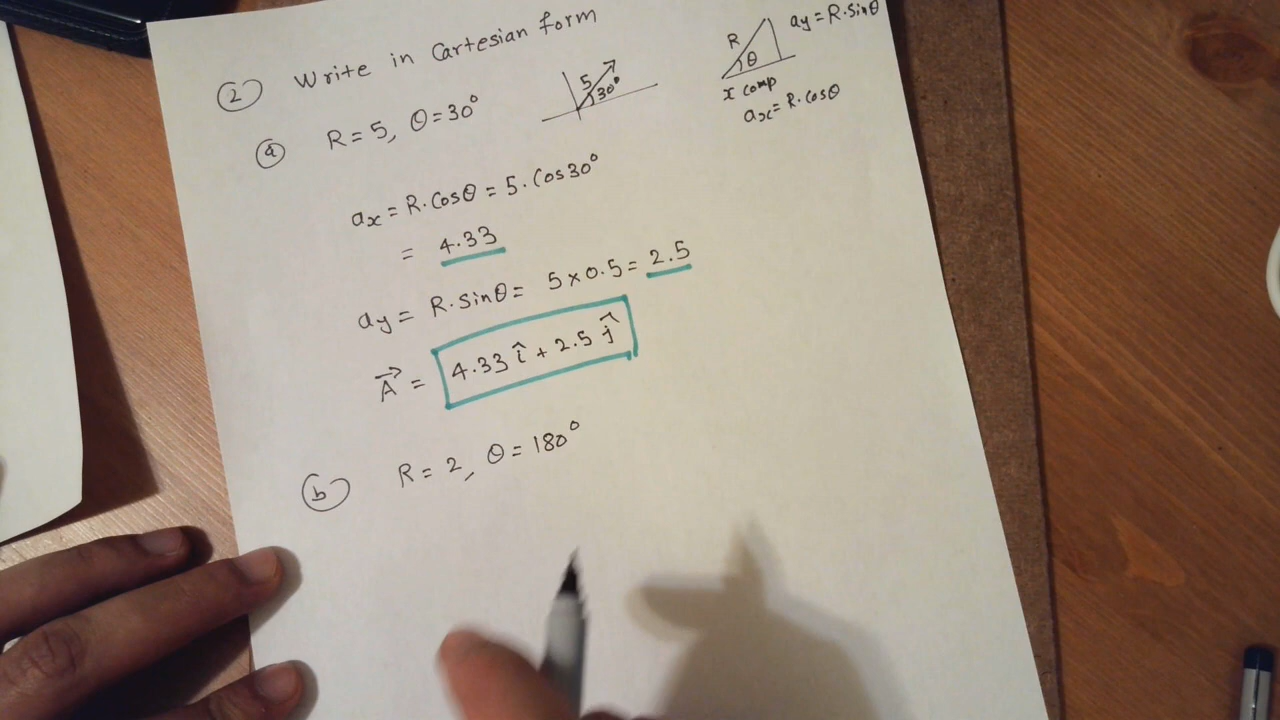 ② Write in Cartesian form
ⓐ R = 5, θ = 30°
5
30°
R
θ
ay = R·sinθ
x comp
ax = R·cosθ
ax = R·Cosθ = 5·Cos30°
= 4.33
ay = R·sinθ = 5 × 0.5 = 2.5
A⃗ = 4.33 î + 2.5 ĵ
ⓑ R = 2, θ = 180°